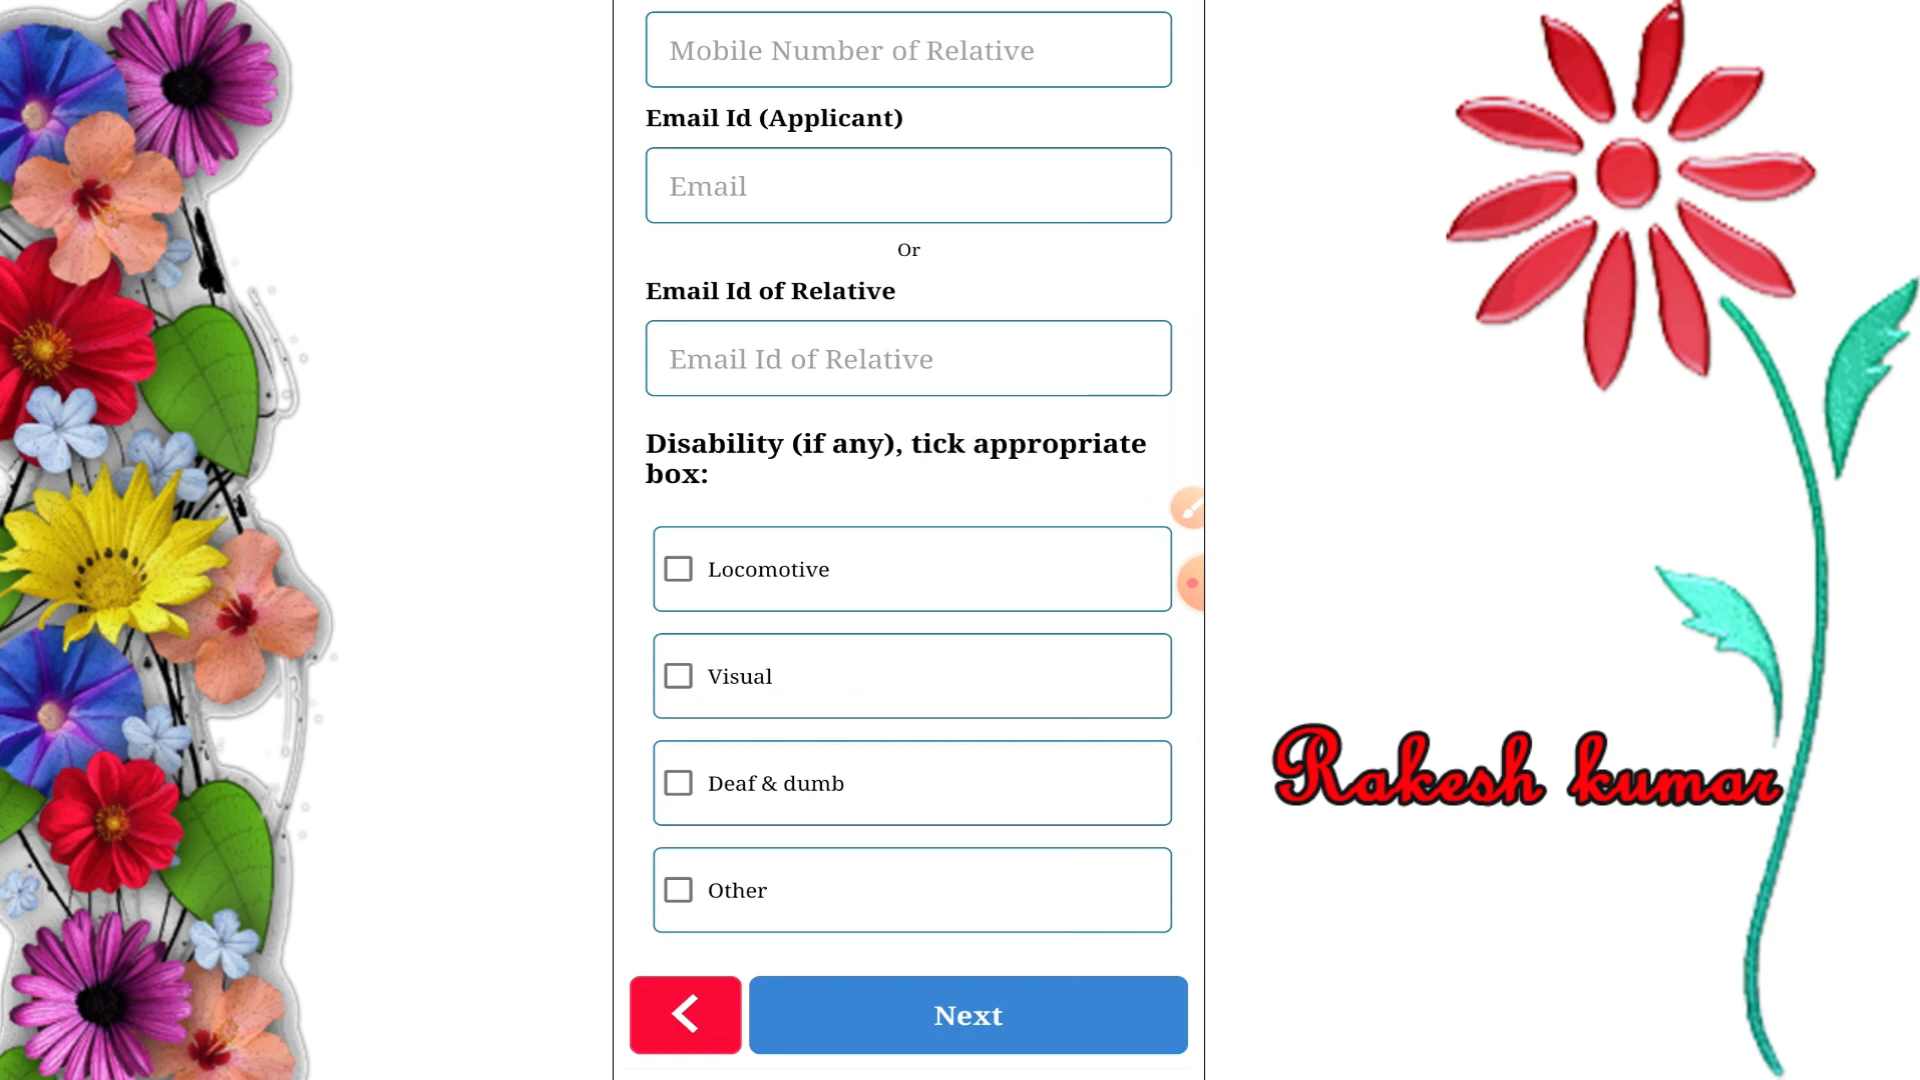 Mobile Number of Relative
Email Id (Applicant)
Email
Or
Email Id of Relative
Email Id of Relative
Disability (if any), tick appropriate
box:
Locomotive
Visual
Deaf & dumb
Other
Next
Rakesh kumar